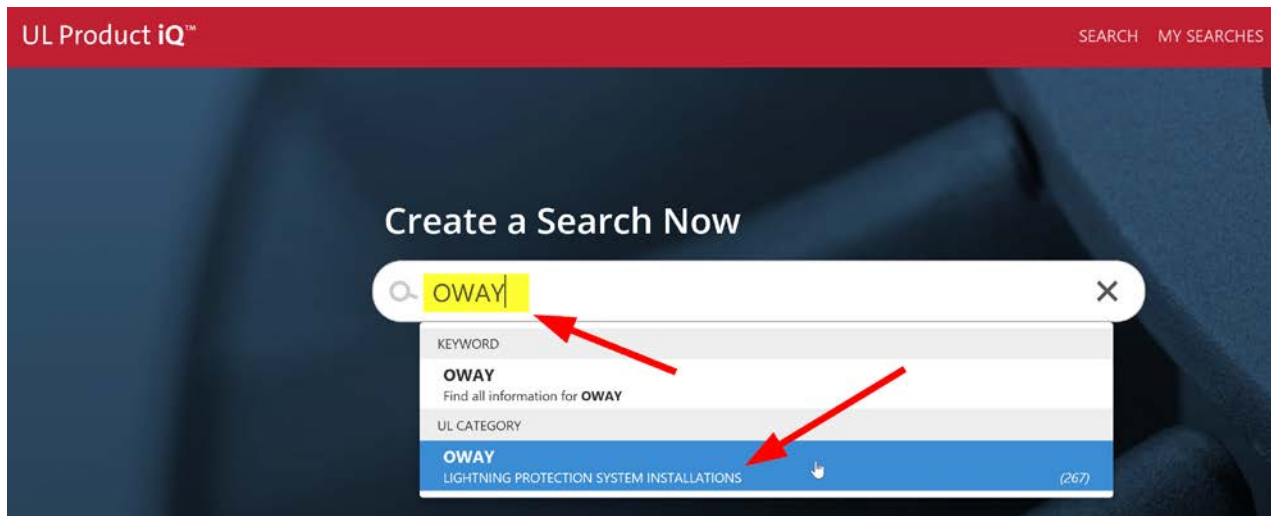 UL Product iQ™
SEARCH MY SEARCHES
Create a Search Now
OWAY
KEYWORD
OWAY
Find all information for OWAY
UL CATEGORY
OWAY
LIGHTNING PROTECTION SYSTEM INSTALLATIONS (267)